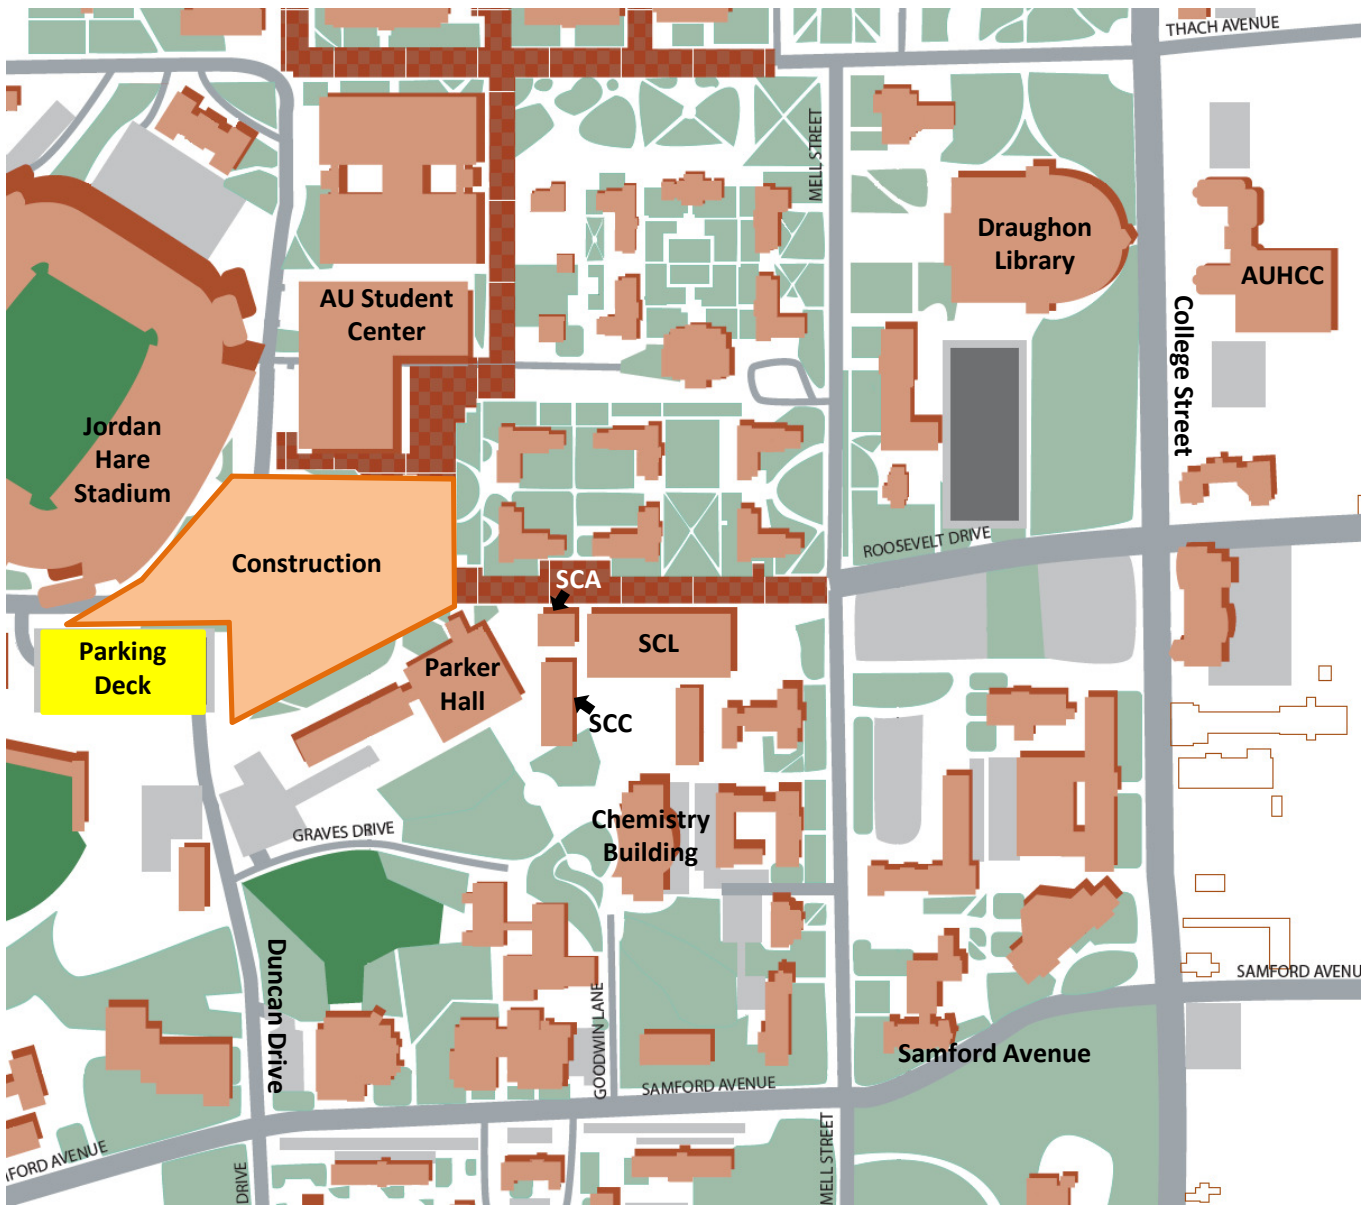 THACH AVENUE
MELL STREET
Draughon
Library
AUHCC
AU Student
Center
College Street
Jordan
Hare
Stadium
ROOSEVELT DRIVE
Construction
SCA
SCL
Parking
Deck
Parker
Hall
SCC
GRAVES DRIVE
Chemistry
Building
Duncan Drive
GOODWIN LANE
SAMFORD AVENU
Samford Avenue
SAMFORD AVENUE
MFORD AVENUE
DRIVE
MELL STREET